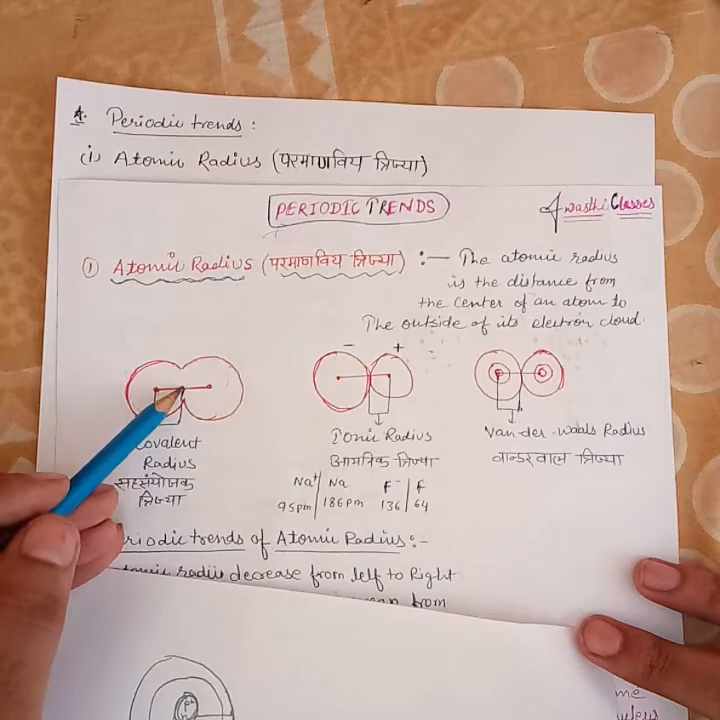 * Periodic trends :
(i) Atomic Radius (परमाणविय त्रिज्या)
PERIODIC TRENDS
Awasthi Classes
① Atomic Radius (परमाणविय त्रिज्या) :— The atomic radius
is the distance from
the center of an atom to
The outside of its electron cloud.
− +
Covalent
Radius
सहसंयोजक
त्रिज्या
Ionic Radius
आयनिक त्रिज्या
Na⁺ | Na F⁻ | F
95pm | 186pm 136 | 64
Van-der-waals Radius
वान्डरवाल त्रिज्या
riodic trends of Atomic Radius:-
decrease from left to Right
from
me